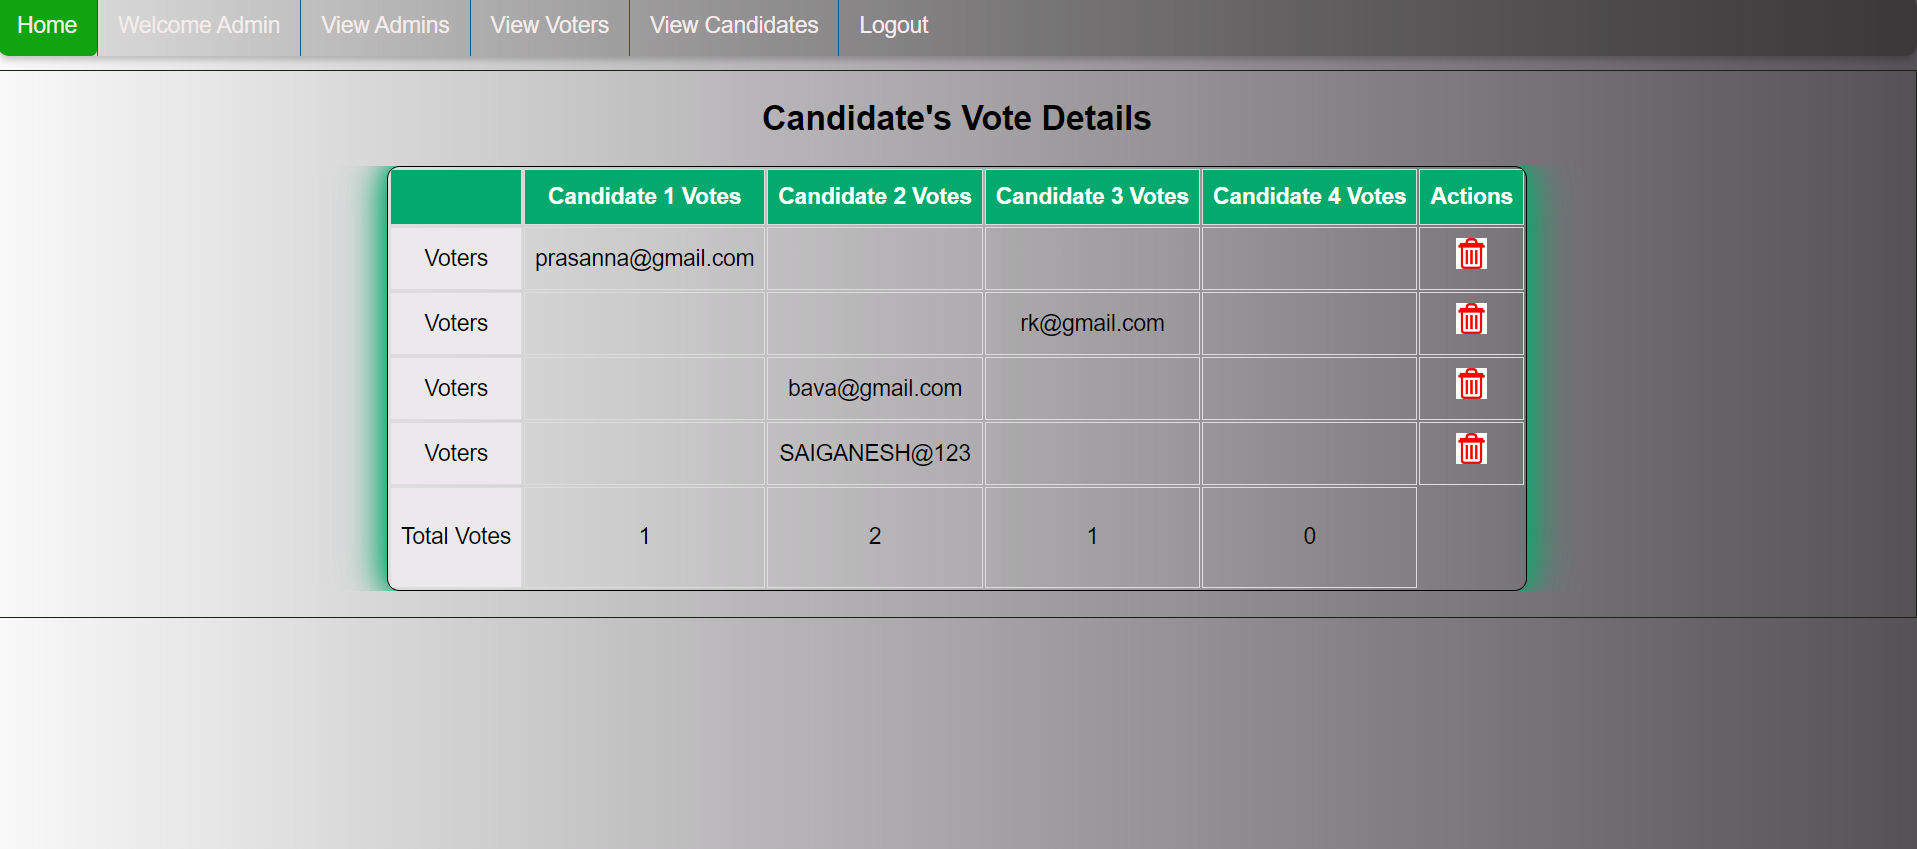 Home Welcome Admin View Admins View Voters View Candidates Logout
Candidate's Vote Details
Candidate 1 Votes Candidate 2 Votes Candidate 3 Votes Candidate 4 Votes Actions
Voters prasanna@gmail.com
Voters rk@gmail.com
Voters bava@gmail.com
Voters SAIGANESH@123
Total Votes 1 2 1 0